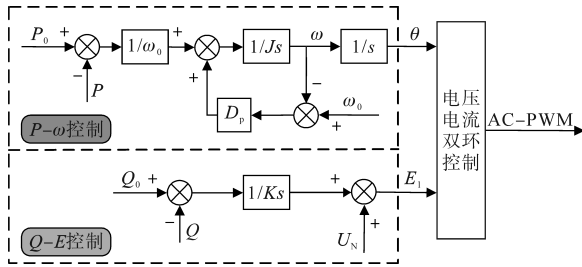 P₀ + − P 1/ω₀ + + 1/Js ω 1/s θ
− Dₚ ω₀ +
P-ω控制
Q₀ + − Q 1/Ks + + E₁
U_N
Q-E控制
电压
电流
双环
控制
AC-PWM